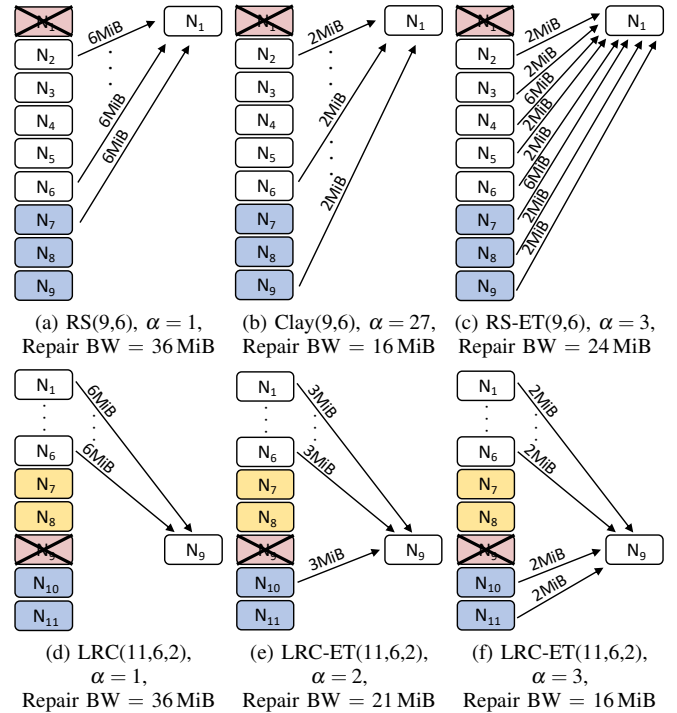 N1
N2
N3
N4
N5
N6
N7
N8
N9
N1
6MiB
6MiB
6MiB
(a) RS(9,6), α = 1,
Repair BW = 36 MiB
N1
N2
N3
N4
N5
N6
N7
N8
N9
N1
2MiB
2MiB
2MiB
(b) Clay(9,6), α = 27,
Repair BW = 16 MiB
N1
N2
N3
N4
N5
N6
N7
N8
N9
N1
2MiB
2MiB
6MiB
2MiB
2MiB
6MiB
2MiB
2MiB
(c) RS-ET(9,6), α = 3,
Repair BW = 24 MiB
N1
N6
N7
N8
N9
N10
N11
N9
6MiB
6MiB
(d) LRC(11,6,2),
α = 1,
Repair BW = 36 MiB
N1
N6
N7
N8
N9
N10
N11
N9
3MiB
3MiB
3MiB
(e) LRC-ET(11,6,2),
α = 2,
Repair BW = 21 MiB
N1
N6
N7
N8
N9
N10
N11
N9
2MiB
2MiB
2MiB
2MiB
(f) LRC-ET(11,6,2),
α = 3,
Repair BW = 16 MiB